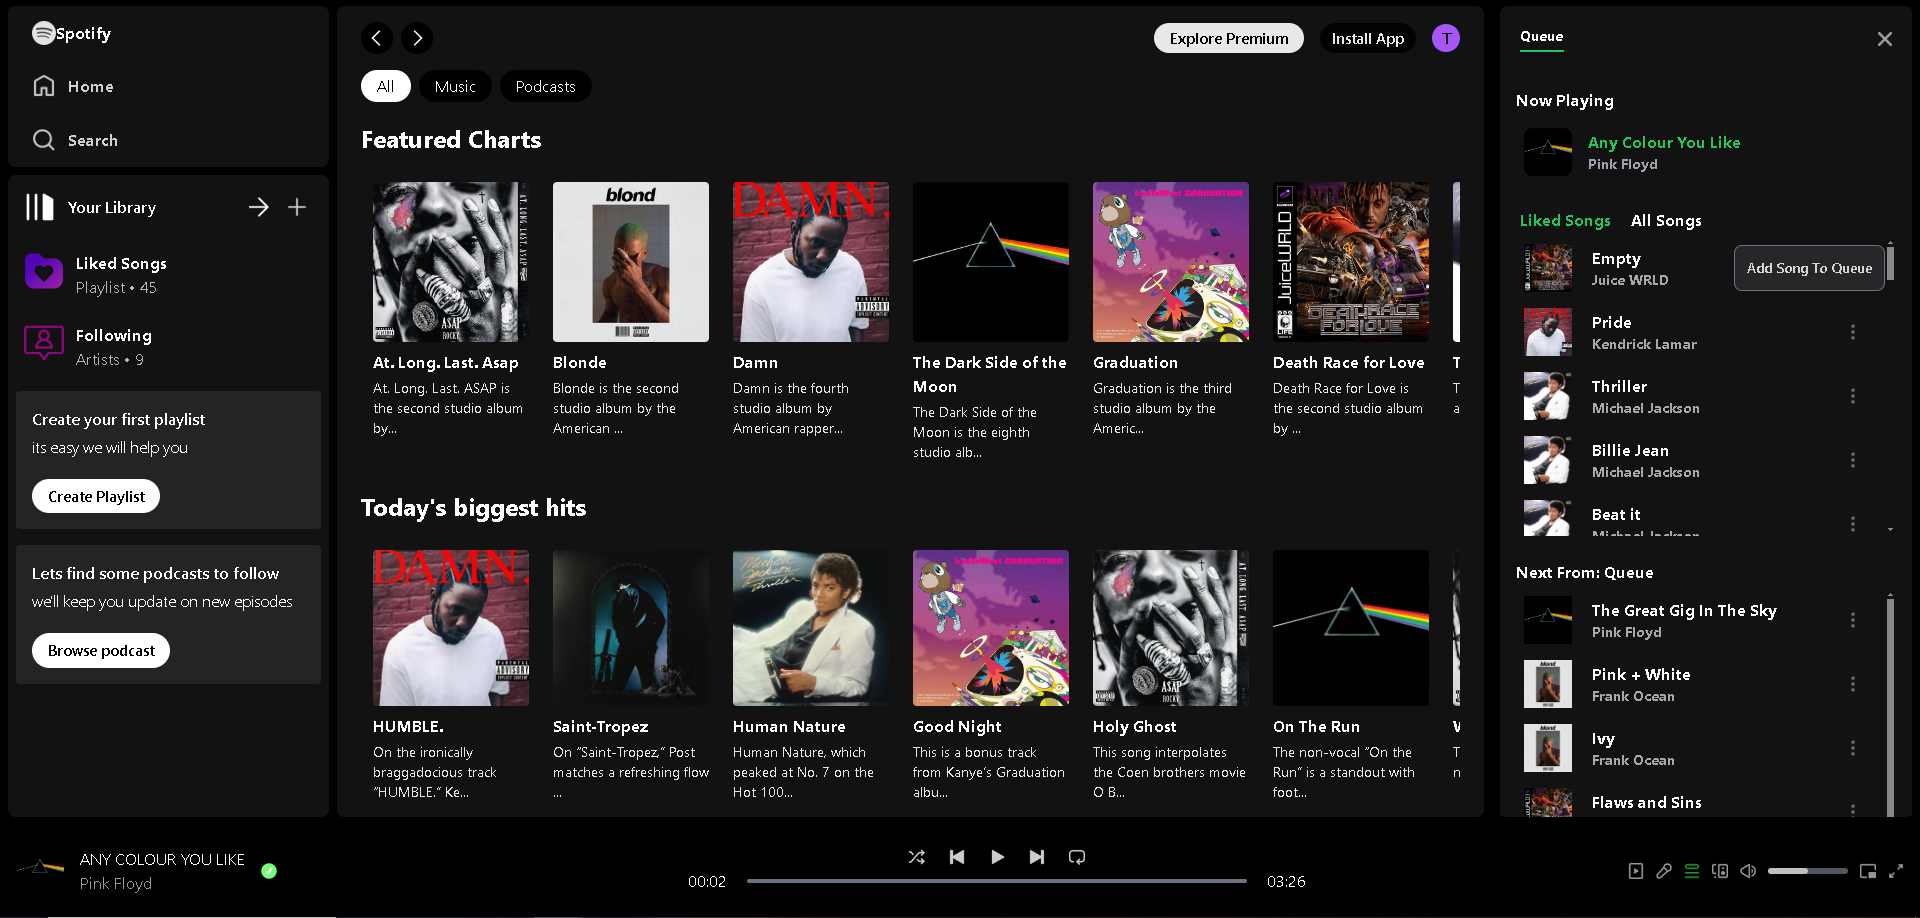 Spotify
Home
Search
Your Library
Liked Songs
Playlist • 45
Following
Artists • 9
Create your first playlist
its easy we will help you
Create Playlist
Lets find some podcasts to follow
we'll keep you update on new episodes
Browse podcast
Explore Premium
Install App
T
All
Music
Podcasts
Featured Charts
At. Long. Last. Asap
At. Long. Last. ASAP is
the second studio album
by...
blond
Blonde
Blonde is the second
studio album by the
American ...
DAMN.
Damn
Damn is the fourth
studio album by
American rapper...
The Dark Side of the
Moon
The Dark Side of the
Moon is the eighth
studio alb...
Graduation
Graduation is the third
studio album by the
Americ...
JuiceWRLD
DEATHRACE
FORLOVE
Death Race for Love
Death Race for Love is
the second studio album
by ...
T
T
a
Today's biggest hits
DAMN.
HUMBLE.
On the ironically
braggadocious track
“HUMBLE.” Ke...
Saint-Tropez
On “Saint-Tropez,” Post
matches a refreshing flow
...
Michael
Jackson
Thriller
Human Nature
Human Nature, which
peaked at No. 7 on the
Hot 100...
Good Night
This is a bonus track
from Kanye’s Graduation
albu...
A$AP
ROCKY
Holy Ghost
This song interpolates
the Coen brothers movie
O B...
On The Run
The non-vocal “On the
Run” is a standout with
foot...
T
n
Queue
Now Playing
Any Colour You Like
Pink Floyd
Liked Songs
All Songs
Empty
Juice WRLD
Add Song To Queue
Pride
Kendrick Lamar
Thriller
Michael Jackson
Billie Jean
Michael Jackson
Beat it
Michael Jackson
Next From: Queue
The Great Gig In The Sky
Pink Floyd
Pink + White
Frank Ocean
Ivy
Frank Ocean
Flaws and Sins
ANY COLOUR YOU LIKE
Pink Floyd
00:02
03:26